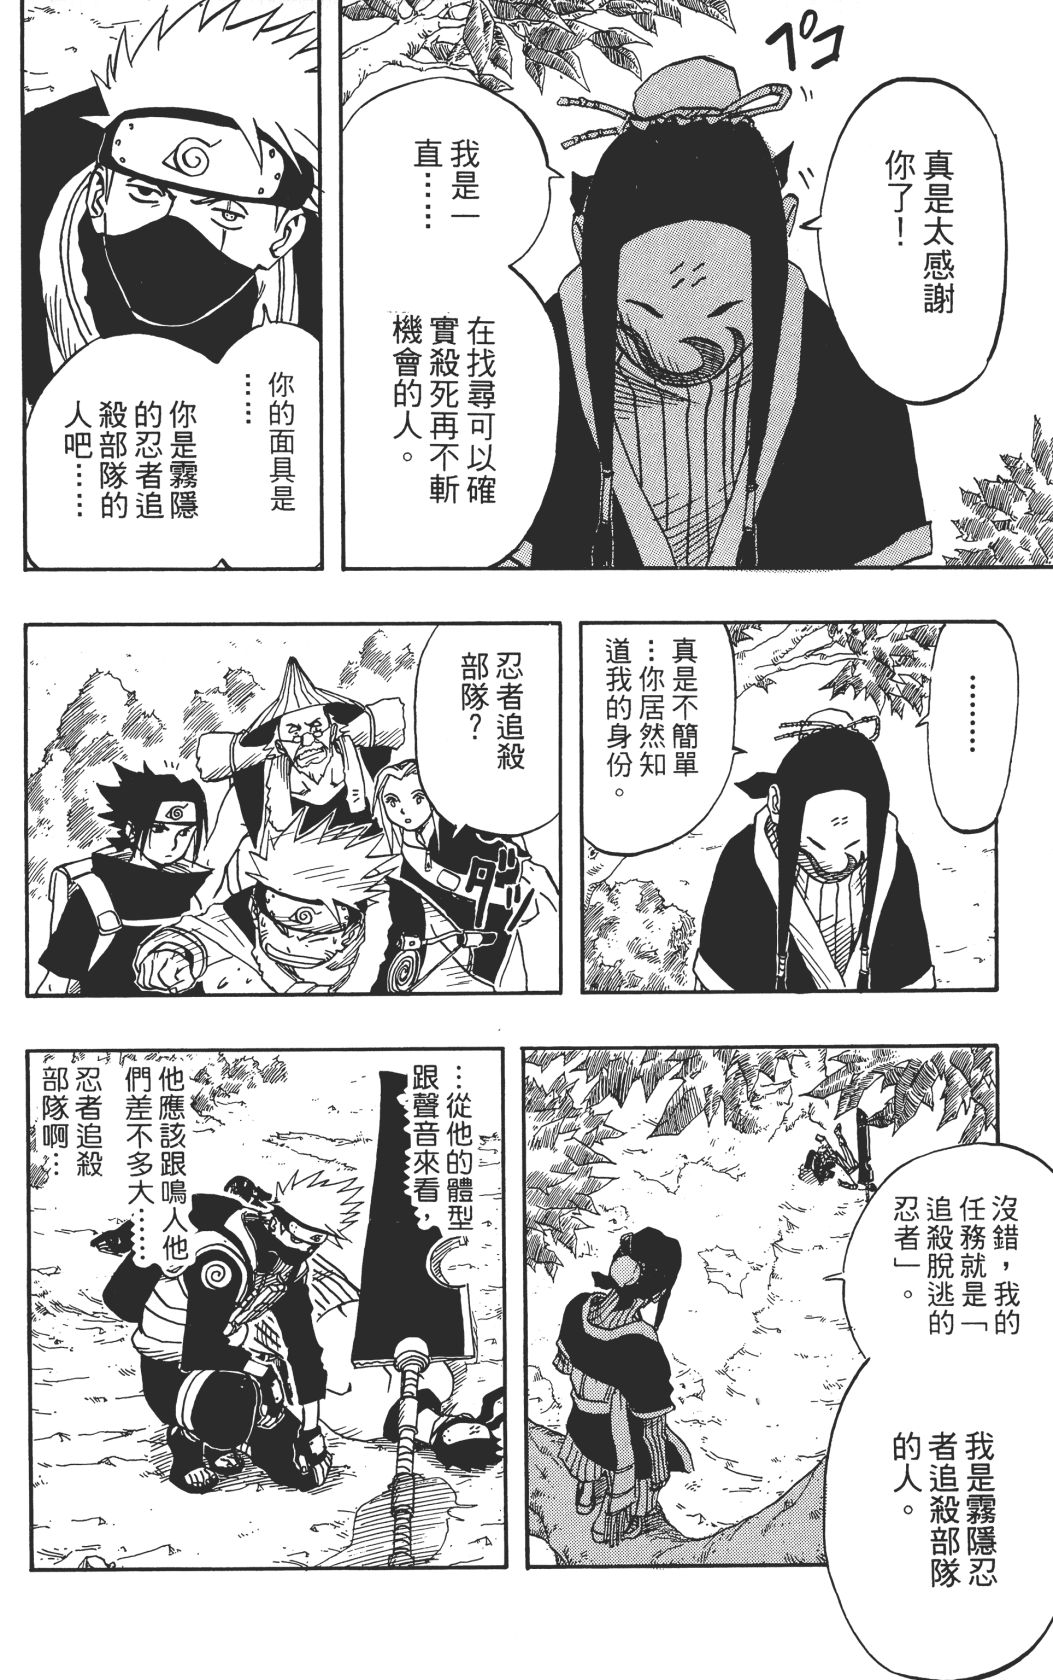 ペコ
真是太感謝
你了！
我是一
直……
在找尋可以確
實殺死再不斬
機會的人。
你的面具是
……
你是霧隱
的忍者追
殺部隊的
人吧……
………
真是不簡單
…你居然知
道我的身份。
忍者追殺
部隊？
ダッ
沒錯，我的
任務就是「
追殺脫逃的
忍者」。
我是霧隱忍
者追殺部隊
的人。
…從他的體型
跟聲音來看，
他應該跟鳴人他
們差不多大……
忍者追殺
部隊啊…